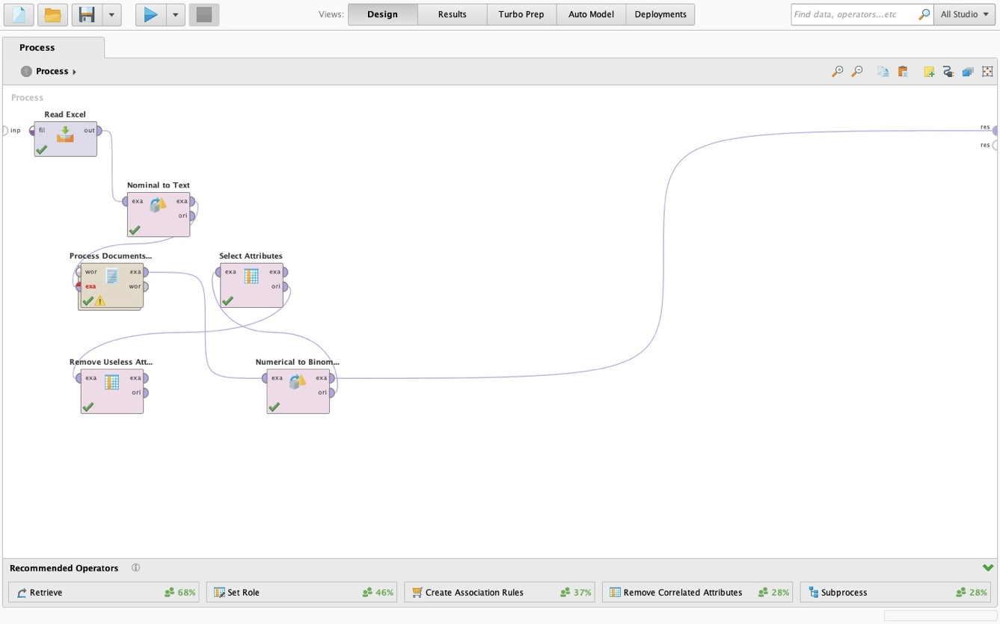 Views: Design Results Turbo Prep Auto Model Deployments Find data, operators...etc All Studio
Process
Process
Process
Read Excel
inp fil out
res
res
Nominal to Text
exa exa
ori
Process Documents... Select Attributes
wor exa exa exa
exa wor ori
Remove Useless Att... Numerical to Binom...
exa exa exa exa
ori ori
Recommended Operators
Retrieve 68% Set Role 46% Create Association Rules 37% Remove Correlated Attributes 28% Subprocess 28%